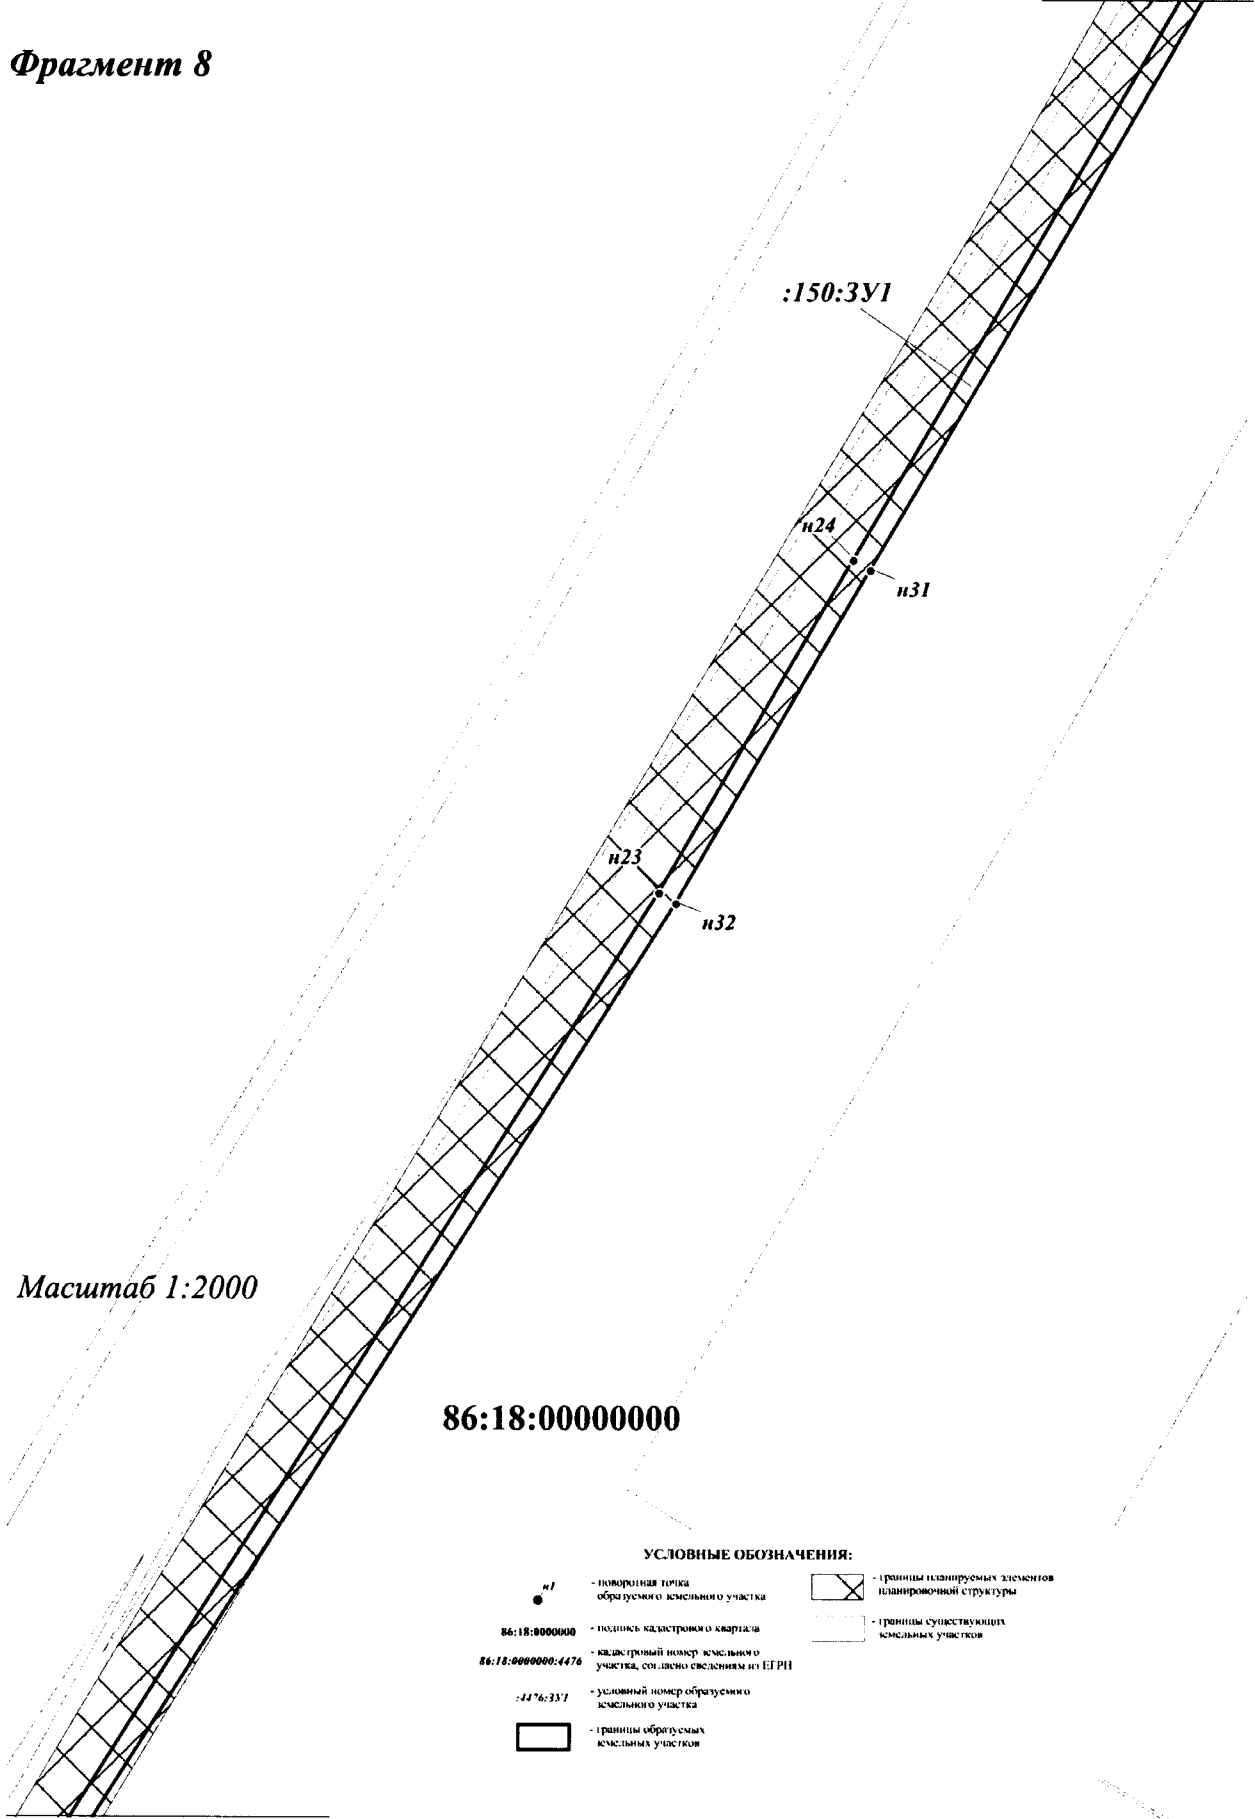 Фрагмент 8
:150:ЗУ1
н24
н31
н23
н32
Масштаб 1:2000
86:18:00000000
УСЛОВНЫЕ ОБОЗНАЧЕНИЯ:
н1
- поворотная точка
образуемого земельного участка
86:18:0000000
- подпись кадастрового квартала
86:18:0000000:4476
- кадастровый номер земельного
участка, согласно сведениям из ЕГРН
:4476:ЗУ1
- условный номер образуемого
земельного участка
- границы образуемых
земельных участков
- границы планируемых элементов
планировочной структуры
- границы существующих
земельных участков